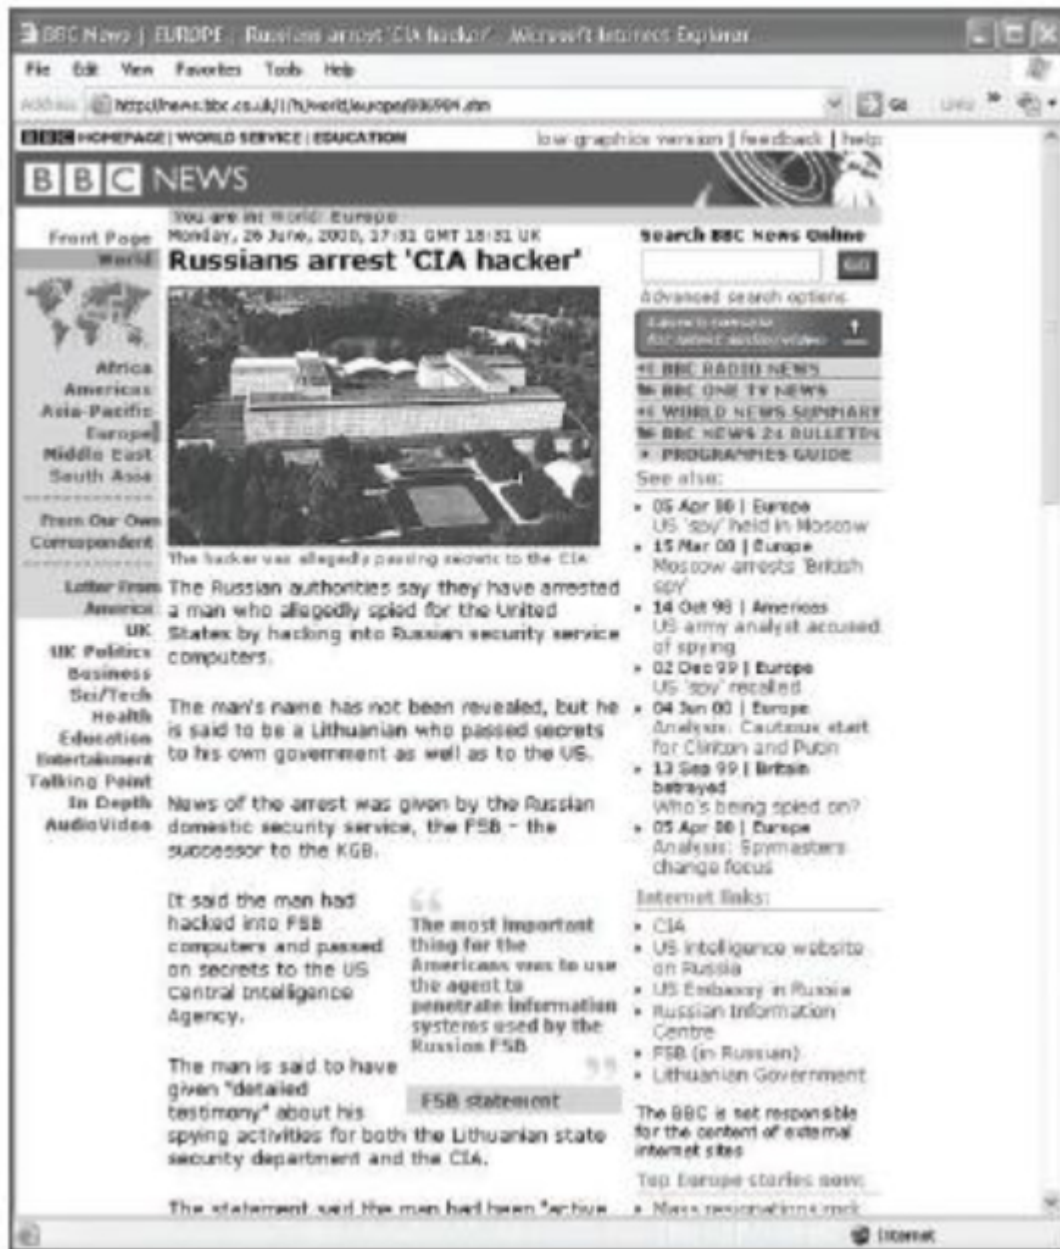 BBC News | EUROPE | Russians arrest 'CIA hacker' - Microsoft Internet Explorer
File Edit View Favorites Tools Help
Address
Go Links
BBC HOMEPAGE | WORLD SERVICE | EDUCATION
low graphics version | feedback | help
BBC NEWS
You are in: World: Europe
Front Page
World
Africa
Americas
Asia-Pacific
Europe
Middle East
South Asia
From Our Own
Correspondent
Letter From
America
UK
UK Politics
Business
Sci/Tech
Health
Education
Entertainment
Talking Point
In Depth
AudioVideo
Monday, 26 June, 2000, 17:31 GMT 18:31 UK
Russians arrest 'CIA hacker'
The hacker was allegedly passing secrets to the CIA
The Russian authorities say they have arrested
a man who allegedly spied for the United
States by hacking into Russian security service
computers.
The man's name has not been revealed, but he
is said to be a Lithuanian who passed secrets
to his own government as well as to the US.
News of the arrest was given by the Russian
domestic security service, the FSB - the
successor to the KGB.
It said the man had
hacked into FSB
computers and passed
on secrets to the US
Central Intelligence
Agency.
The man is said to have
given "detailed
testimony" about his
spying activities for both the Lithuanian state
security department and the CIA.
The statement said the man had been "active
“
The most important
thing for the
Americans was to use
the agent to
penetrate information
systems used by the
Russian FSB
”
FSB statement
Search BBC News Online
GO
Advanced search options
BBC RADIO NEWS
BBC ONE TV NEWS
WORLD NEWS SUMMARY
BBC NEWS 24 BULLETIN
PROGRAMMES GUIDE
See also:
05 Apr 00 | Europe
US 'spy' held in Moscow
15 Mar 00 | Europe
Moscow arrests 'British
spy'
14 Oct 98 | Americas
US army analyst accused
of spying
02 Dec 99 | Europe
US 'spy' recalled
04 Jun 00 | Europe
Analysis: Cautious start
for Clinton and Putin
13 Sep 99 | Britain
betrayed
Who's being spied on?
05 Apr 00 | Europe
Analysis: Spymasters
change focus
Internet links:
CIA
US intelligence website
on Russia
US Embassy in Russia
Russian Information
Centre
FSB (in Russian)
Lithuanian Government
The BBC is not responsible
for the content of external
internet sites
Top Europe stories now:
Mass resignations rock
Internet